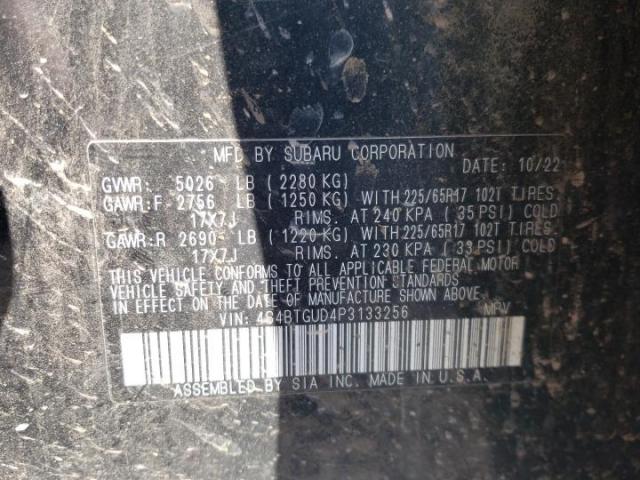 MFD BY SUBARU CORPORATION
DATE: 10/22
GVWR: 5026 LB ( 2280 KG)
GAWR:F 2756 LB ( 1250 KG) WITH 225/65R17 102T TIRES.
17X7J RIMS. AT 240 KPA ( 35 PSI) COLD
GAWR:R 2690 LB ( 1220 KG) WITH 225/65R17 102T TIRES.
17X7J RIMS. AT 230 KPA ( 33 PSI) COLD
THIS VEHICLE CONFORMS TO ALL APPLICABLE FEDERAL MOTOR
VEHICLE SAFETY AND THEFT PREVENTION STANDARDS
IN EFFECT ON THE DATE OF MANUFACTURE SHOWN ABOVE.
VIN: 4S4BTGUD4P3133256 MPV
ASSEMBLED BY SIA INC. MADE IN U.S.A.